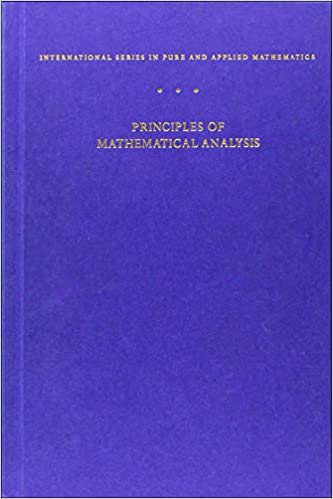 INTERNATIONAL SERIES IN PURE AND APPLIED MATHEMATICS
PRINCIPLES OF
MATHEMATICAL ANALYSIS